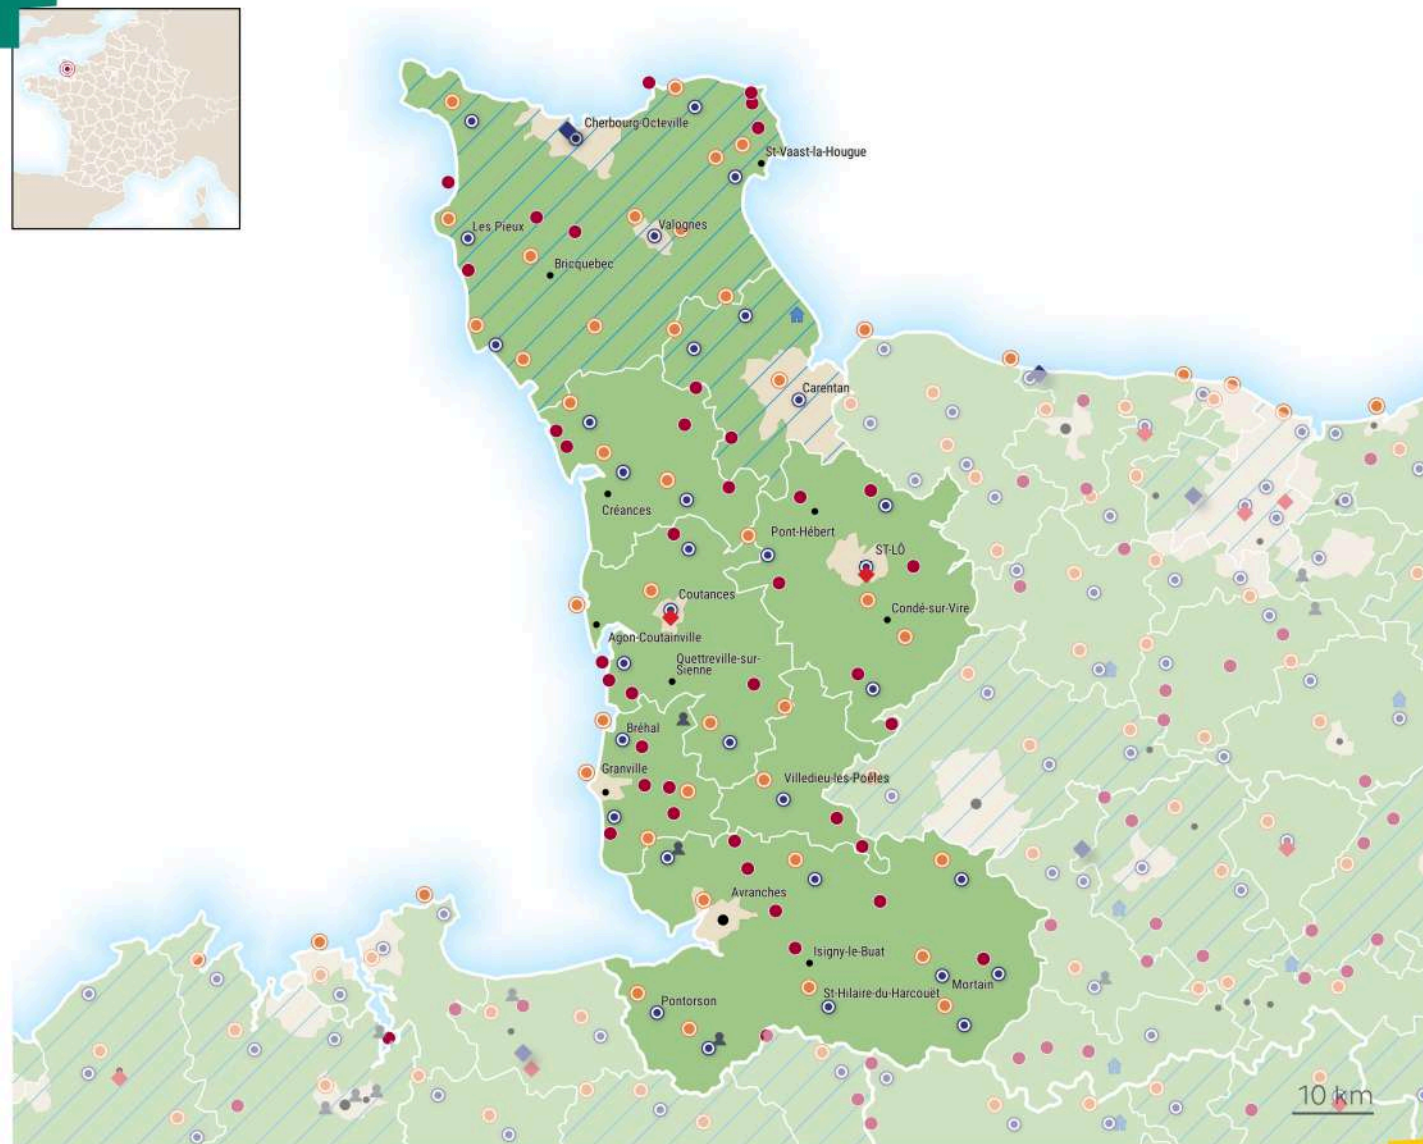 Cherbourg-Octeville
St-Vaast-la-Hougue
Valognes
Les Pieux
Bricquebec
Carentan
Créances
Pont-Hébert
ST-LÔ
Coutances
Condé-sur-Vire
Agon-Coutainville
Quettreville-sur-
Sienne
Bréhal
Granville
Villedieu-les-Poêles
Avranches
Isigny-le-Buat
Mortain
St-Hilaire-du-Harcouët
Pontorson
10 km